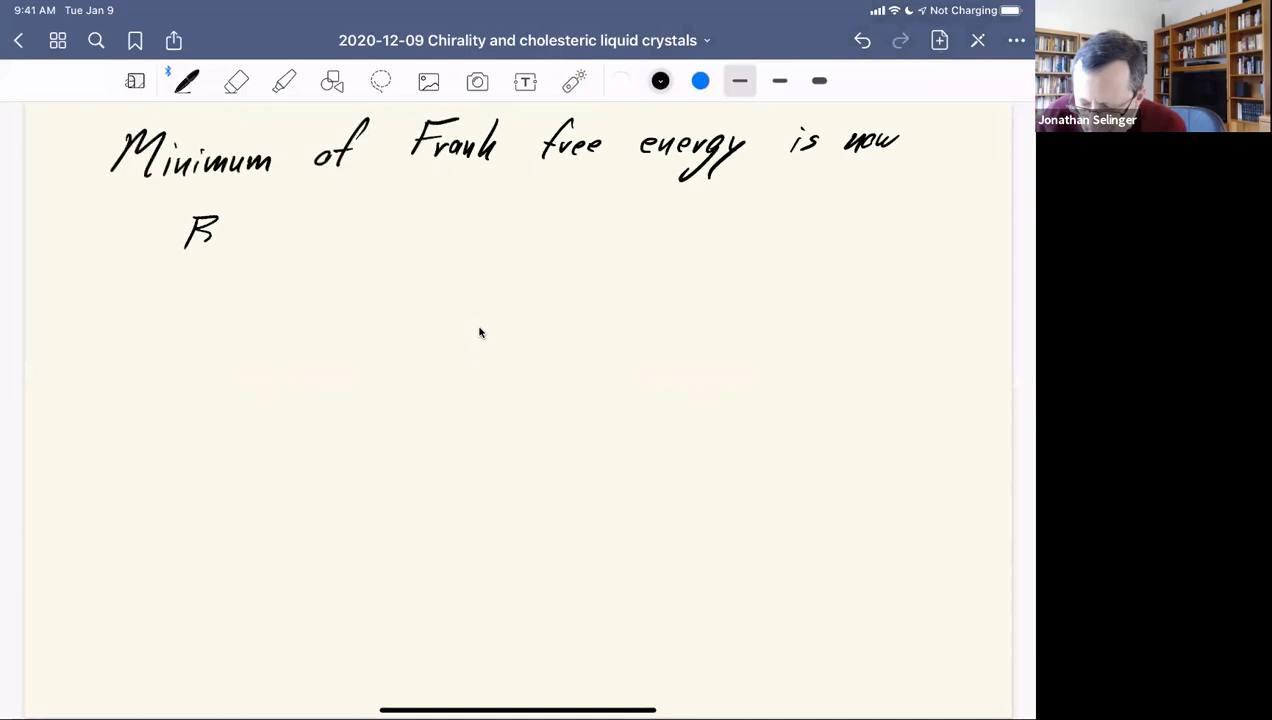 9:41 AM Tue Jan 9
Not Charging
2020-12-09 Chirality and cholesteric liquid crystals
T
Jonathan Selinger
Minimum of Frank free energy is now
B